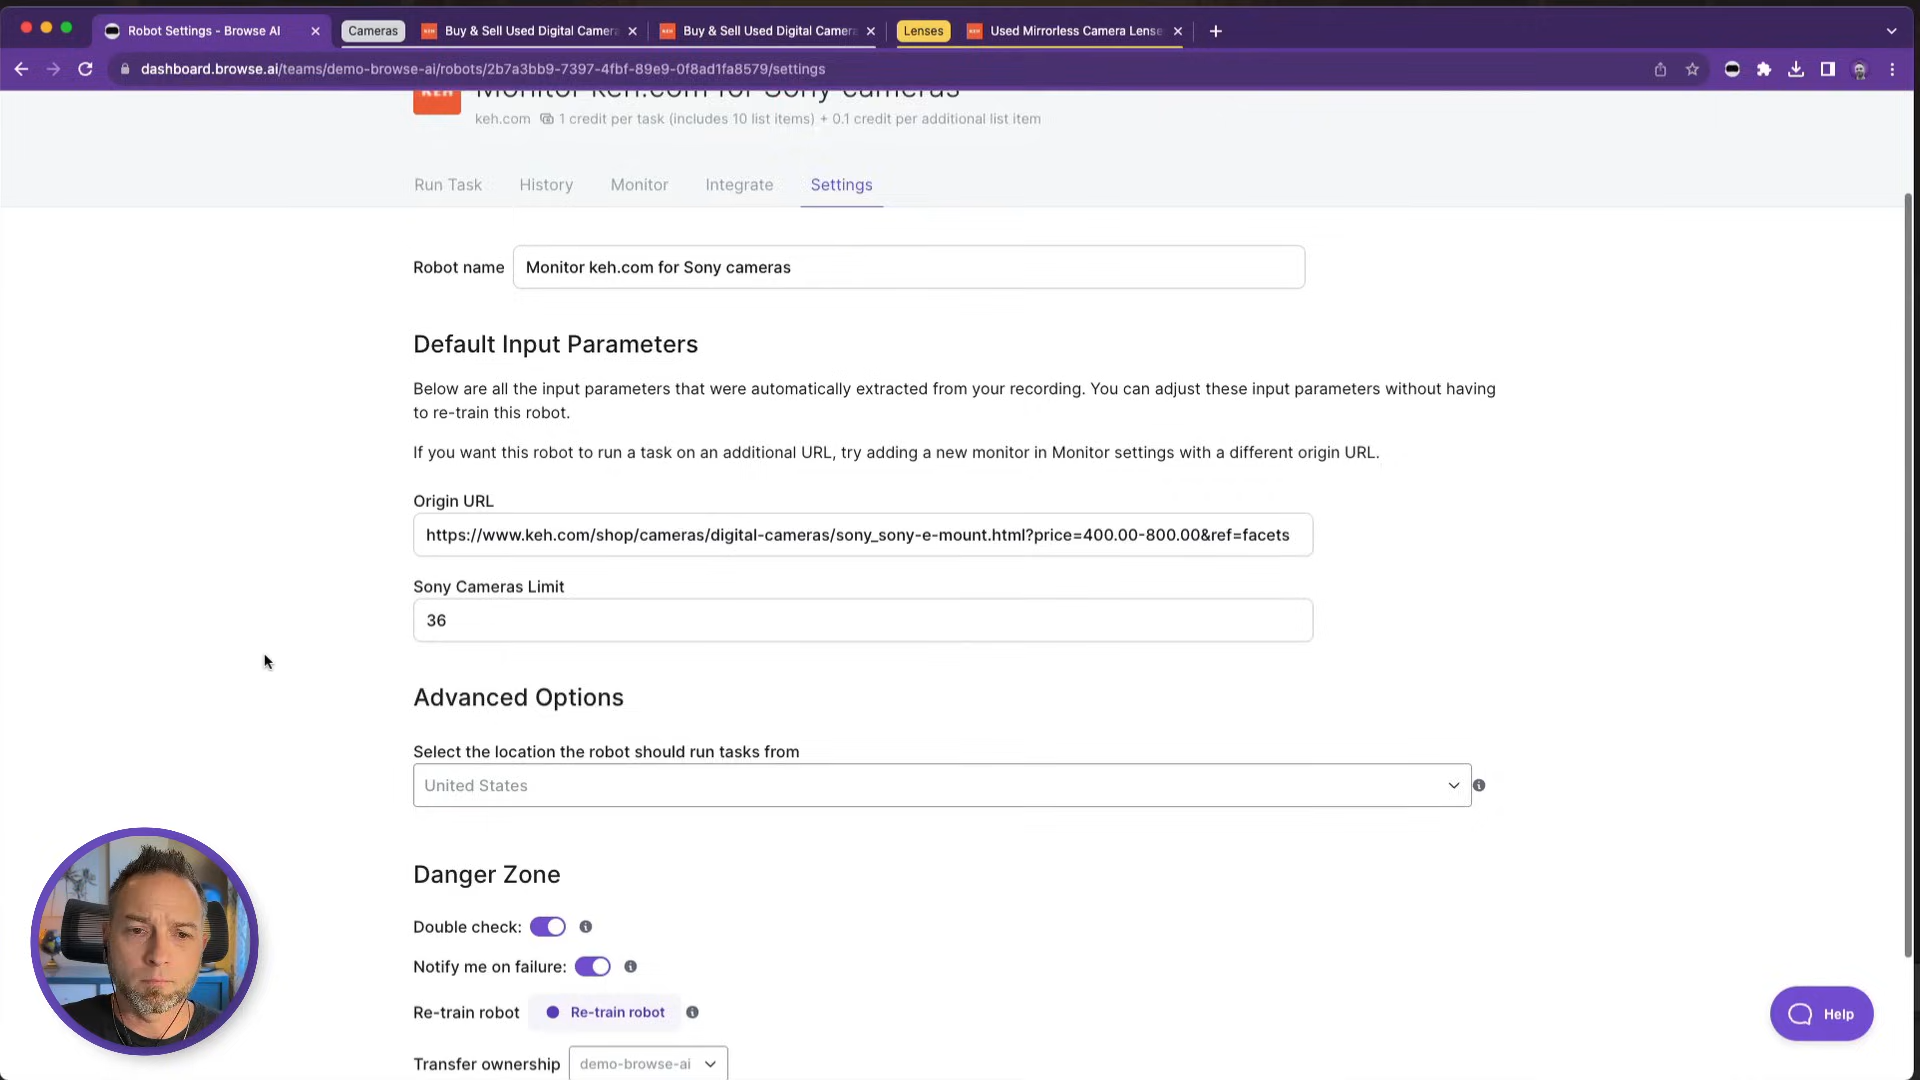 Robot Settings - Browse AI
Cameras
Buy & Sell Used Digital Camera
Buy & Sell Used Digital Camera
Lenses
Used Mirrorless Camera Lense
dashboard.browse.ai/teams/demo-browse-ai/robots/2b7a3bb9-7397-4fbf-89e9-0f8ad1fa8579/settings
KEH
Monitor keh.com for Sony cameras
keh.com 1 credit per task (includes 10 list items) + 0.1 credit per additional list item
Run Task
History
Monitor
Integrate
Settings
Robot name
Monitor keh.com for Sony cameras
Default Input Parameters
Below are all the input parameters that were automatically extracted from your recording. You can adjust these input parameters without having
to re-train this robot.
If you want this robot to run a task on an additional URL, try adding a new monitor in Monitor settings with a different origin URL.
Origin URL
https://www.keh.com/shop/cameras/digital-cameras/sony_sony-e-mount.html?price=400.00-800.00&ref=facets
Sony Cameras Limit
36
Advanced Options
Select the location the robot should run tasks from
United States
Danger Zone
Double check:
Notify me on failure:
Re-train robot
Re-train robot
Help
Transfer ownership
demo-browse-ai